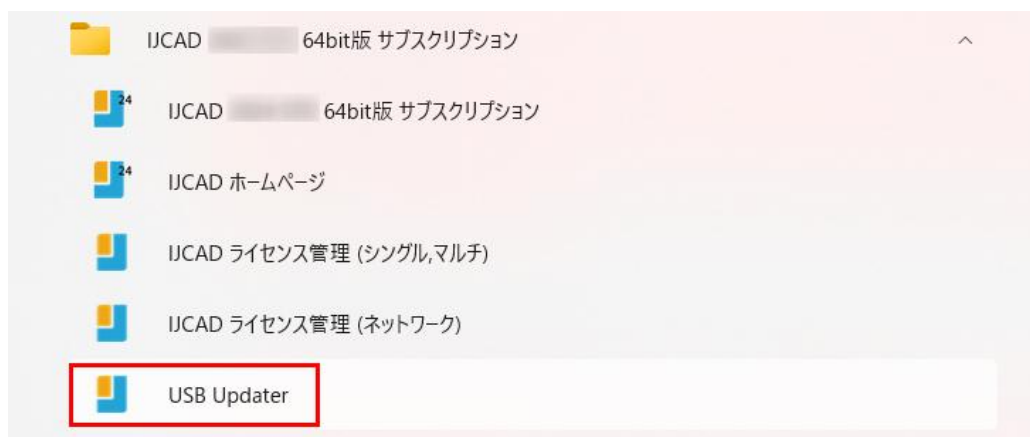 IJCAD 64bit版 サブスクリプション
24
IJCAD 64bit版 サブスクリプション
24
IJCAD ホームページ
IJCAD ライセンス管理 (シングル,マルチ)
IJCAD ライセンス管理 (ネットワーク)
USB Updater